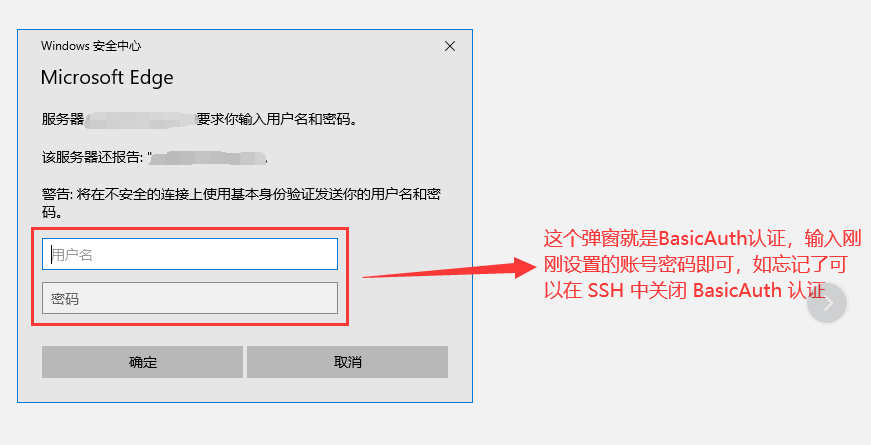 Windows 安全中心
Microsoft Edge
服务器 要求你输入用户名和密码。
该服务器还报告: "
警告: 将在不安全的连接上使用基本身份验证发送你的用户名和密
码。
用户名
密码
确定
取消
这个弹窗就是BasicAuth认证，输入刚
刚设置的账号密码即可，如忘记了可
以在 SSH 中关闭 BasicAuth 认证